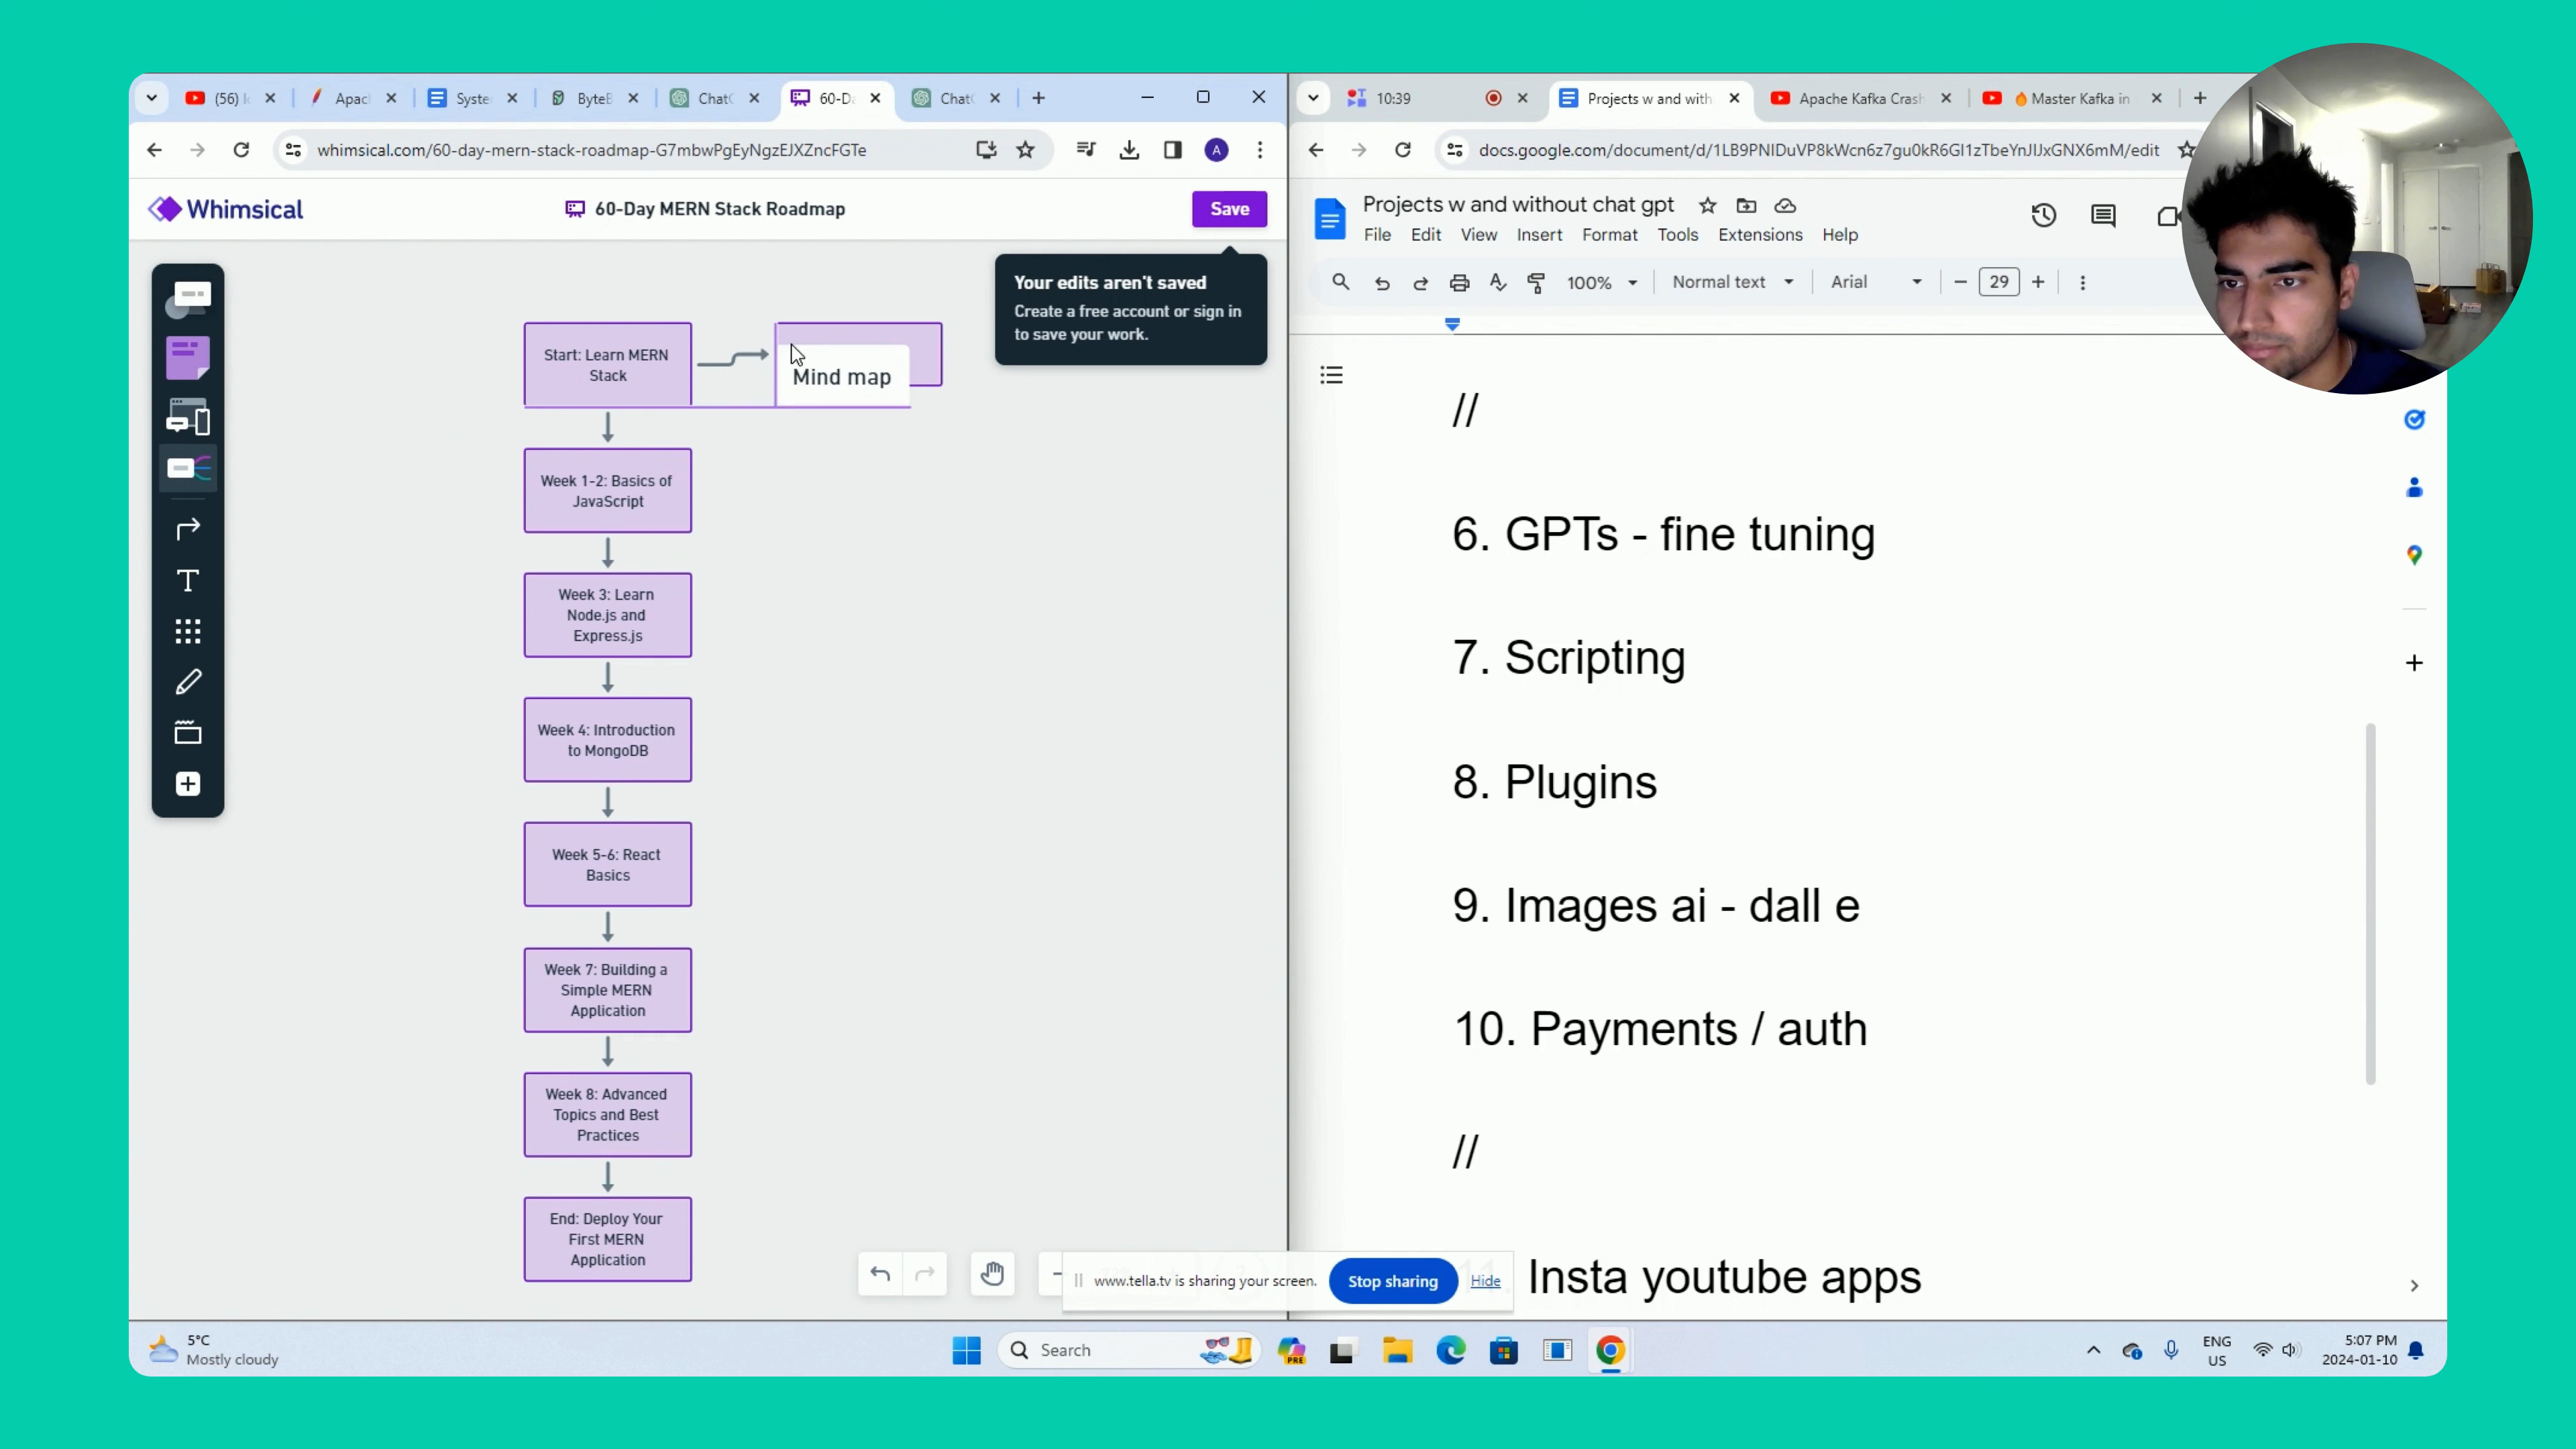 (56)
Apac
Syste
ByteE
Chat
60-D
Chat
10:39
Projects w and with
Apache Kafka Crash
Master Kafka in
whimsical.com/60-day-mern-stack-roadmap-G7mbwPgEyNgzEJXZncFGTe
A
docs.google.com/document/d/1LB9PNIDuVP8kWcn6z7gu0kR6GI1zTbeYnJIJxGNX6mM/edit
Whimsical
60-Day MERN Stack Roadmap
Save
Projects w and without chat gpt
File Edit View Insert Format Tools Extensions Help
100% Normal text Arial 29
Your edits aren't saved
Create a free account or sign in
to save your work.
Start: Learn MERN
Stack
Mind map
Week 1-2: Basics of
JavaScript
Week 3: Learn
Node.js and
Express.js
Week 4: Introduction
to MongoDB
Week 5-6: React
Basics
Week 7: Building a
Simple MERN
Application
Week 8: Advanced
Topics and Best
Practices
End: Deploy Your
First MERN
Application
//
6. GPTs - fine tuning
7. Scripting
8. Plugins
9. Images ai - dall e
10. Payments / auth
//
11. Insta youtube apps
www.tella.tv is sharing your screen.
Stop sharing
Hide
5°C
Mostly cloudy
Search
PRE
ENG
US
5:07 PM
2024-01-10